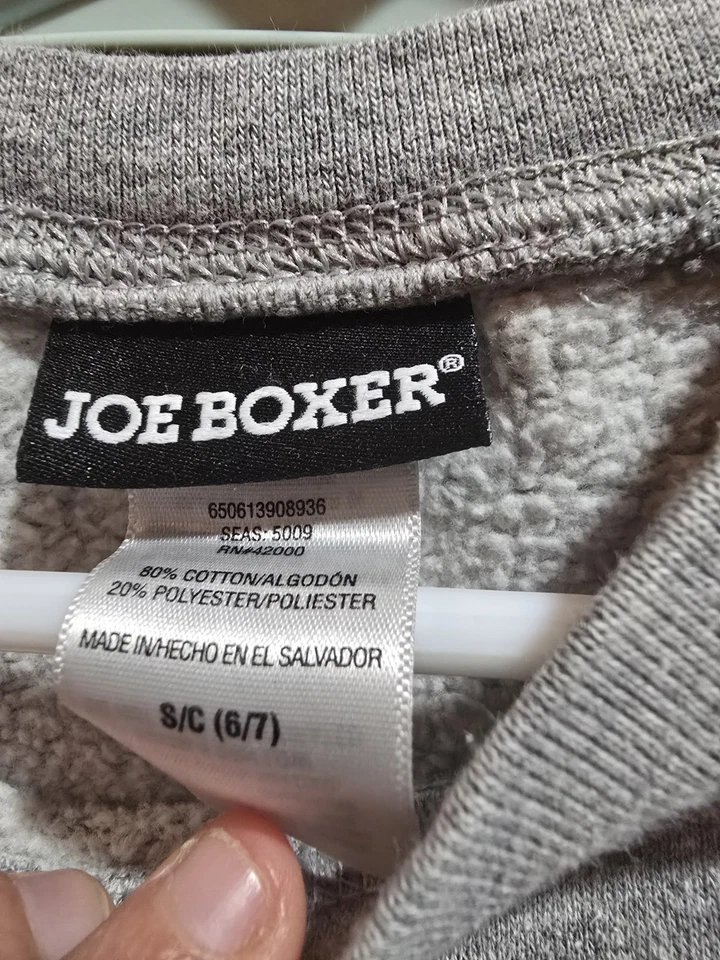 JOE BOXER®
650613908936
SEAS: 5009
RN#42000
80% COTTON/ALGODÓN
20% POLYESTER/POLIESTER
MADE IN/HECHO EN EL SALVADOR
S/C (6/7)